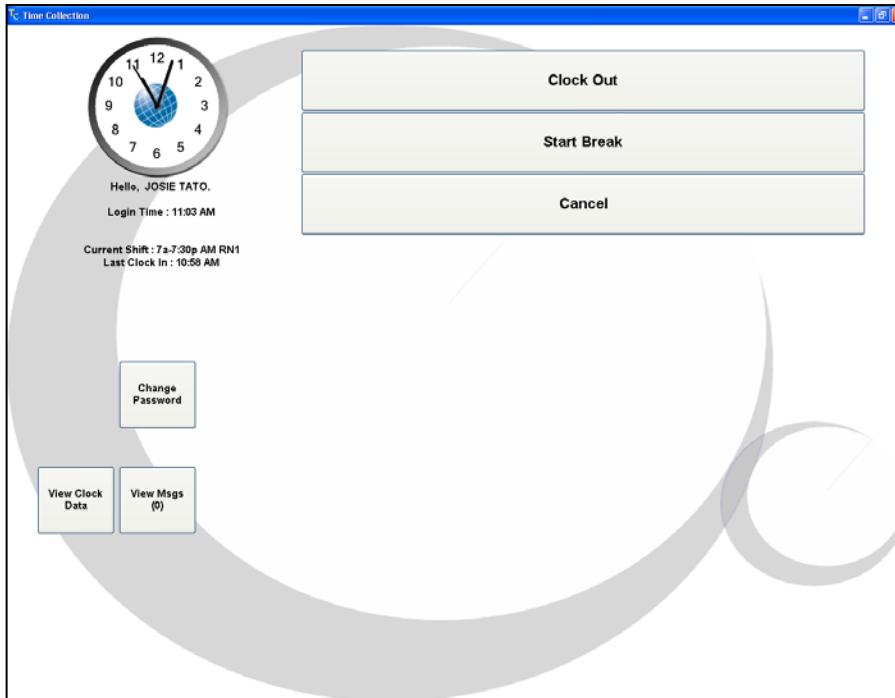 Tc Time Collection
12
11 1
10 2
9 3
8 4
7 5
6
Hello, JOSIE TATO.
Login Time : 11:03 AM
Current Shift : 7a-7:30p AM RN1
Last Clock In : 10:58 AM
Clock Out
Start Break
Cancel
Change
Password
View Clock
Data
View Msgs
(0)